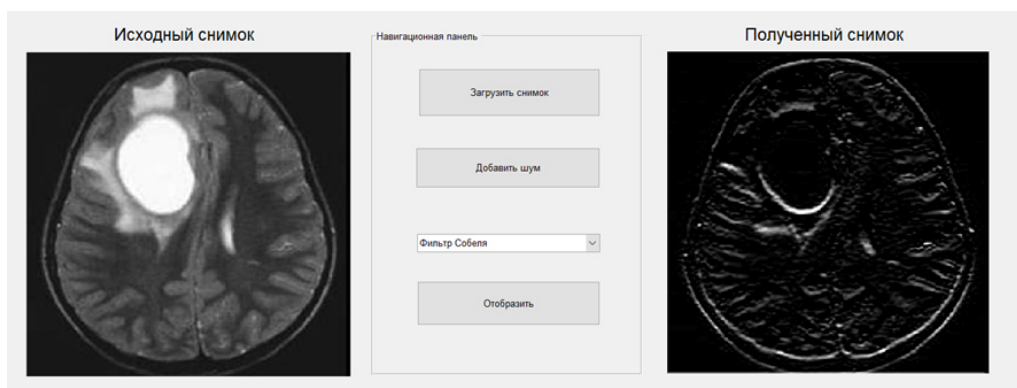 Исходный снимок
Навигационная панель
Загрузить снимок
Добавить шум
Фильтр Собеля
Отобразить
Полученный снимок